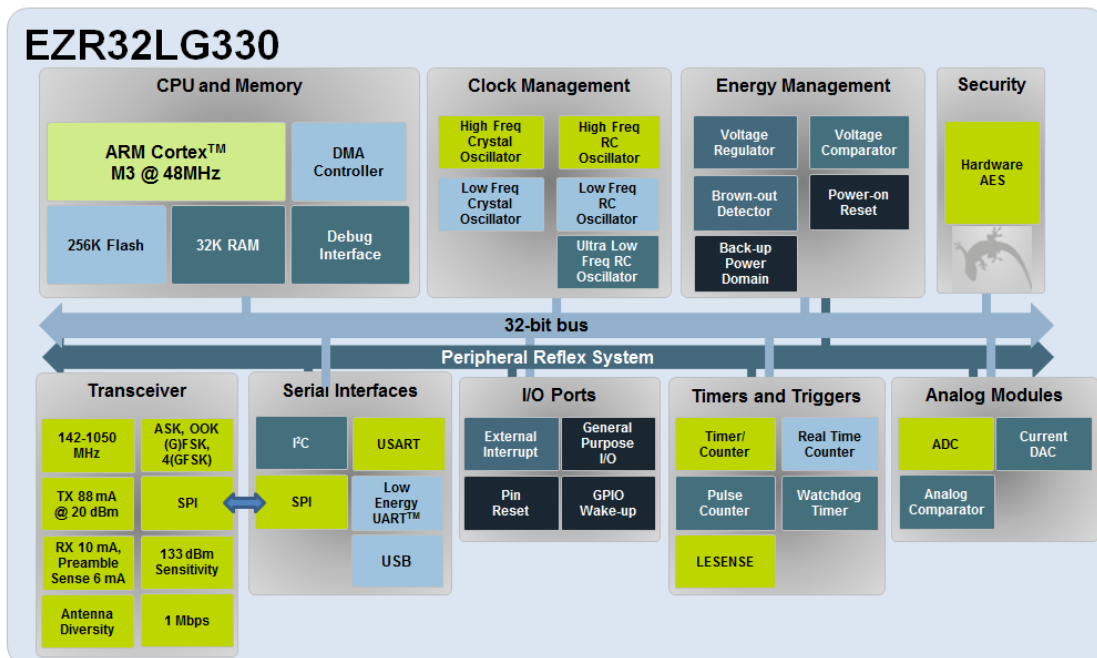 EZR32LG330
CPU and Memory
ARM Cortex™
M3 @ 48MHz
DMA
Controller
256K Flash
32K RAM
Debug
Interface
Clock Management
High Freq
Crystal
Oscillator
High Freq
RC
Oscillator
Low Freq
Crystal
Oscillator
Low Freq
RC
Oscillator
Ultra Low
Freq RC
Oscillator
Energy Management
Voltage
Regulator
Voltage
Comparator
Brown-out
Detector
Power-on
Reset
Back-up
Power
Domain
Security
Hardware
AES
32-bit bus
Peripheral Reflex System
Transceiver
142-1050
MHz
ASK, OOK
(G)FSK,
4(GFSK)
TX 88 mA
@ 20 dBm
SPI
RX 10 mA,
Preamble
Sense 6 mA
133 dBm
Sensitivity
Antenna
Diversity
1 Mbps
Serial Interfaces
I²C
USART
SPI
Low
Energy
UART™
USB
I/O Ports
External
Interrupt
General
Purpose
I/O
Pin
Reset
GPIO
Wake-up
Timers and Triggers
Timer/
Counter
Real Time
Counter
Pulse
Counter
Watchdog
Timer
LESENSE
Analog Modules
ADC
Current
DAC
Analog
Comparator